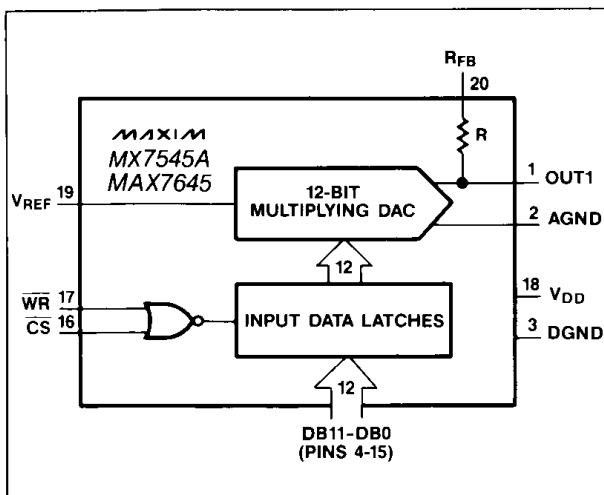 RFB
20
MAXIM
MX7545A
MAX7645
R
VREF 19
12-BIT
MULTIPLYING DAC
1 OUT1
2 AGND
12
WR 17
CS 16
INPUT DATA LATCHES
18 VDD
3 DGND
12
DB11-DB0
(PINS 4-15)